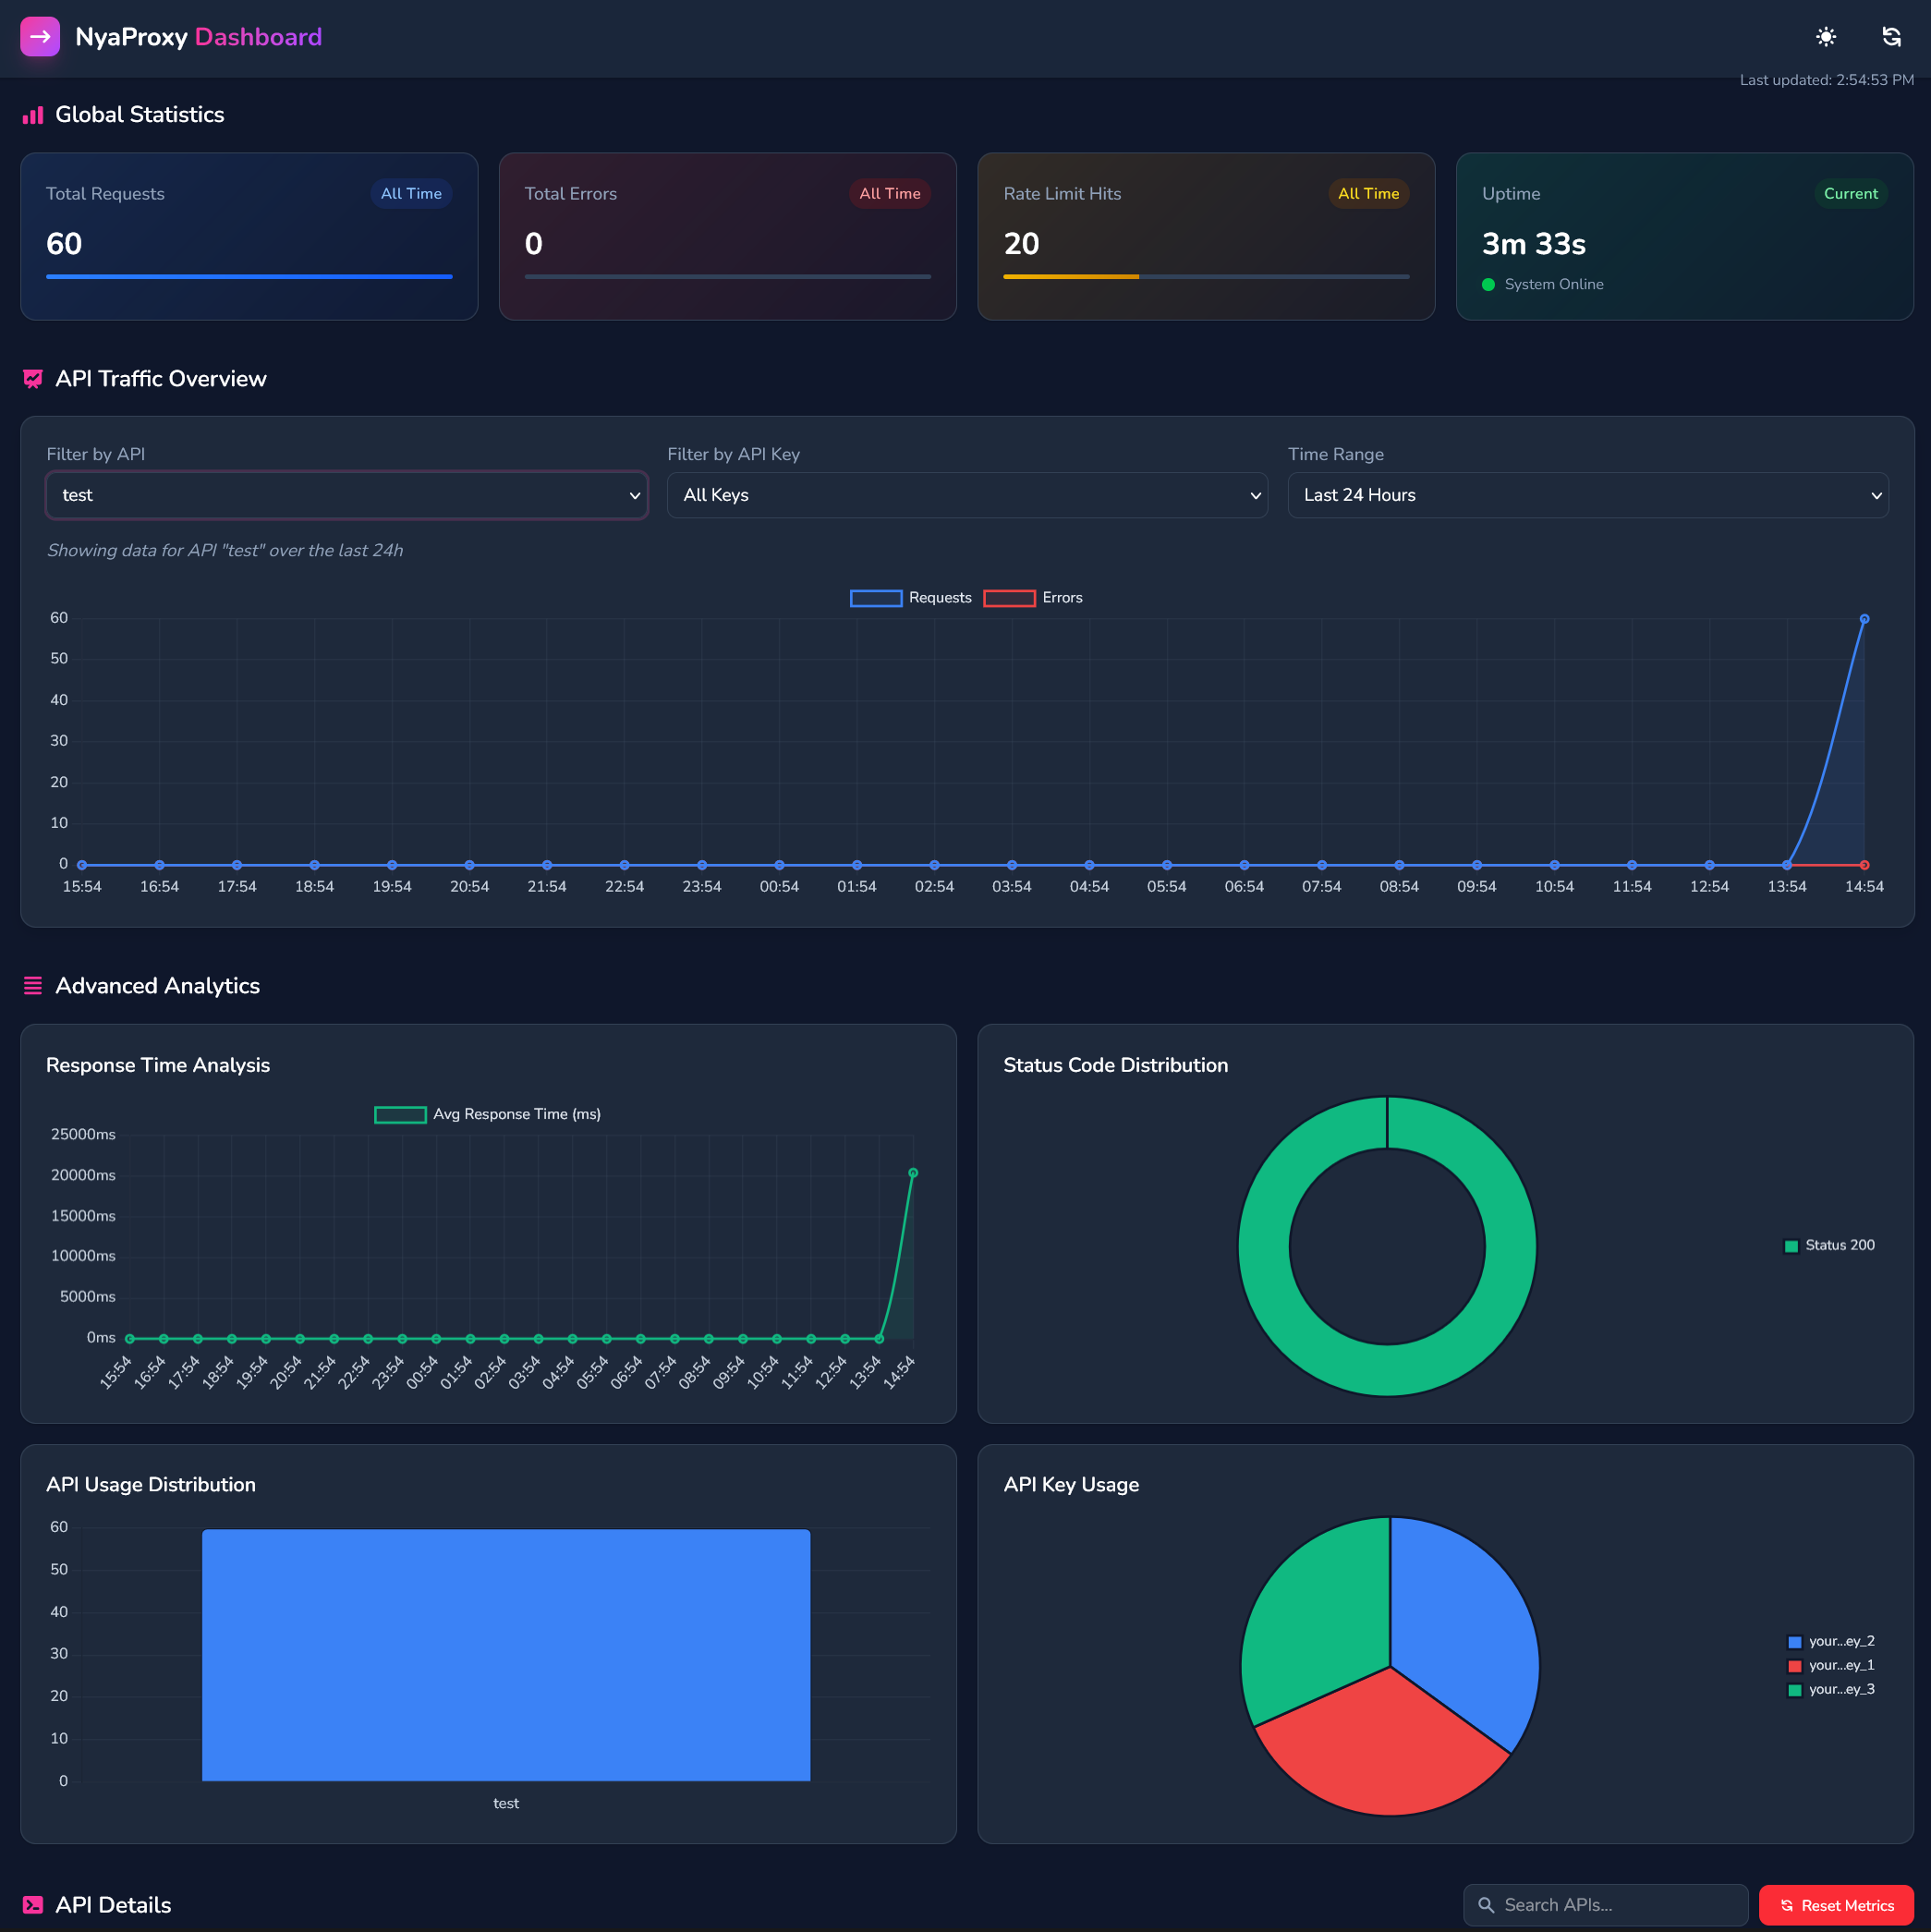 NyaProxy Dashboard
Last updated: 2:54:53 PM
Global Statistics
Total Requests
All Time
60
Total Errors
All Time
0
Rate Limit Hits
All Time
20
Uptime
Current
3m 33s
System Online
API Traffic Overview
Filter by API
test
Filter by API Key
All Keys
Time Range
Last 24 Hours
Showing data for API "test" over the last 24h
Requests Errors
60
50
40
30
20
10
0
15:54 16:54 17:54 18:54 19:54 20:54 21:54 22:54 23:54 00:54 01:54 02:54 03:54 04:54 05:54 06:54 07:54 08:54 09:54 10:54 11:54 12:54 13:54 14:54
Advanced Analytics
Response Time Analysis
Avg Response Time (ms)
25000ms
20000ms
15000ms
10000ms
5000ms
0ms
15:54 16:54 17:54 18:54 19:54 20:54 21:54 22:54 23:54 00:54 01:54 02:54 03:54 04:54 05:54 06:54 07:54 08:54 09:54 10:54 11:54 12:54 13:54 14:54
Status Code Distribution
Status 200
API Usage Distribution
60
50
40
30
20
10
0
test
API Key Usage
your...ey_2
your...ey_1
your...ey_3
API Details
Search APIs...
Reset Metrics